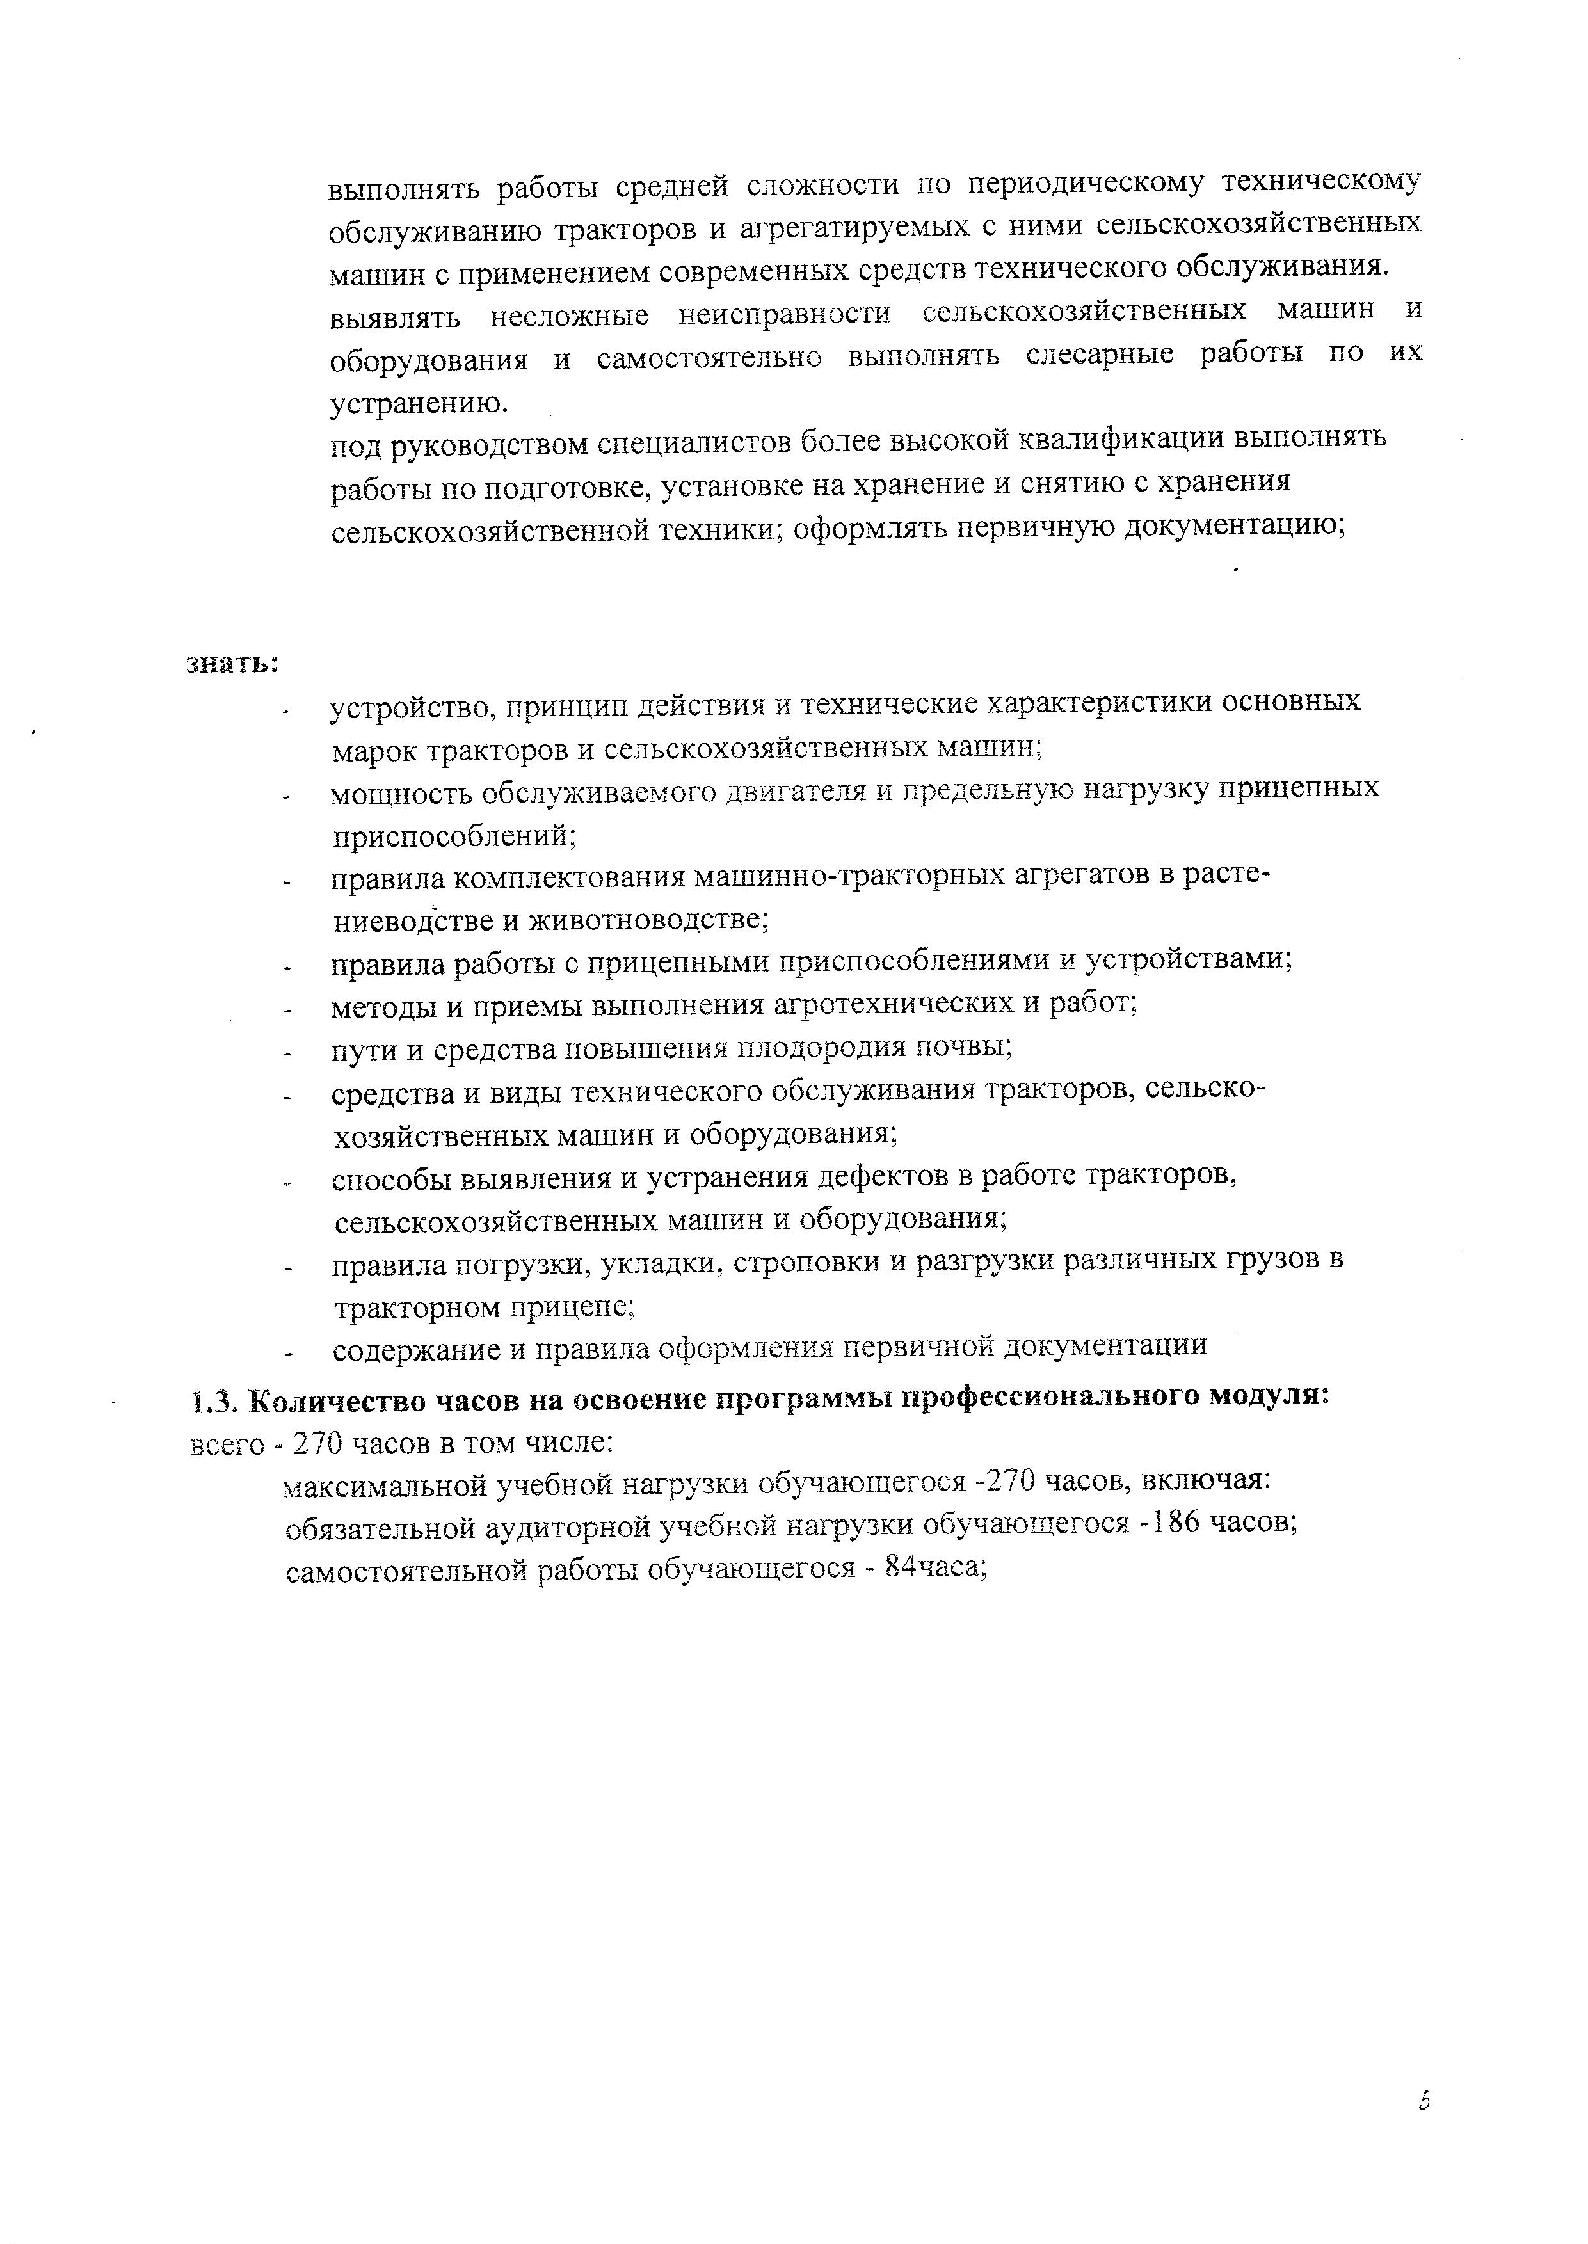 выполнять работы средней сложности по периодическому техническому
обслуживанию тракторов и агрегатируемых с ними сельскохозяйственных
машин с применением современных средств технического обслуживания.
выявлять несложные неисправности сельскохозяйственных машин и
оборудования и самостоятельно выполнять слесарные работы по их
устранению.
под руководством специалистов более высокой квалификации выполнять
работы по подготовке, установке на хранение и снятию с хранения
сельскохозяйственной техники; оформлять первичную документацию;
знать:
- устройство, принцип действия и технические характеристики основных
марок тракторов и сельскохозяйственных машин;
- мощность обслуживаемого двигателя и предельную нагрузку прицепных
приспособлений;
- правила комплектования машинно-тракторных агрегатов в расте-
ниеводстве и животноводстве;
- правила работы с прицепными приспособлениями и устройствами;
- методы и приемы выполнения агротехнических и работ;
- пути и средства повышения плодородия почвы;
- средства и виды технического обслуживания тракторов, сельско-
хозяйственных машин и оборудования;
- способы выявления и устранения дефектов в работе тракторов,
сельскохозяйственных машин и оборудования;
- правила погрузки, укладки, строповки и разгрузки различных грузов в
тракторном прицепе;
- содержание и правила оформления первичной документации
1.3. Количество часов на освоение программы профессионального модуля:
всего - 270 часов в том числе:
максимальной учебной нагрузки обучающегося -270 часов, включая:
обязательной аудиторной учебной нагрузки обучающегося -186 часов;
самостоятельной работы обучающегося - 84часа;
5